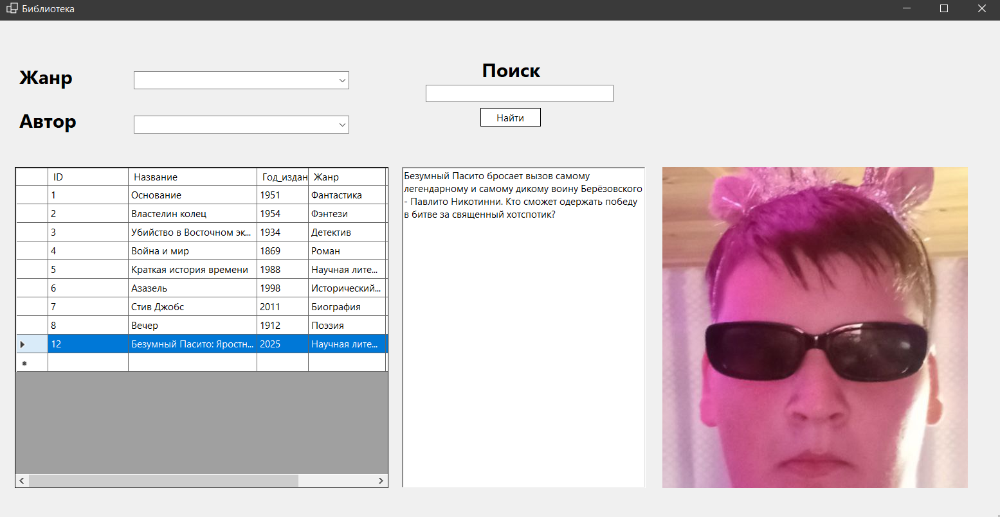 Библиотека
Жанр
Автор
Поиск
Найти
ID Название Год_издан Жанр
1 Основание 1951 Фантастика
2 Властелин колец 1954 Фэнтези
3 Убийство в Восточном эк... 1934 Детектив
4 Война и мир 1869 Роман
5 Краткая история времени 1988 Научная лите...
6 Азазель 1998 Исторический...
7 Стив Джобс 2011 Биография
8 Вечер 1912 Поэзия
12 Безумный Пасито: Яростн... 2025 Научная лите...
Безумный Пасито бросает вызов самому
легендарному и самому дикому воину Берёзовского
- Павлито Никотинни. Кто сможет одержать победу
в битве за священный хотспотик?